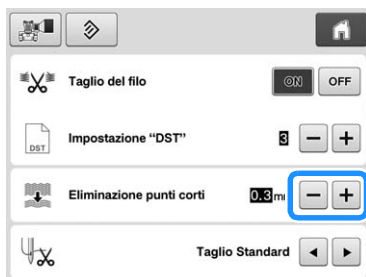 Taglio del filo ON OFF
DST Impostazione “DST” 3 − +
Eliminazione punti corti 0.3 m − +
Taglio Standard